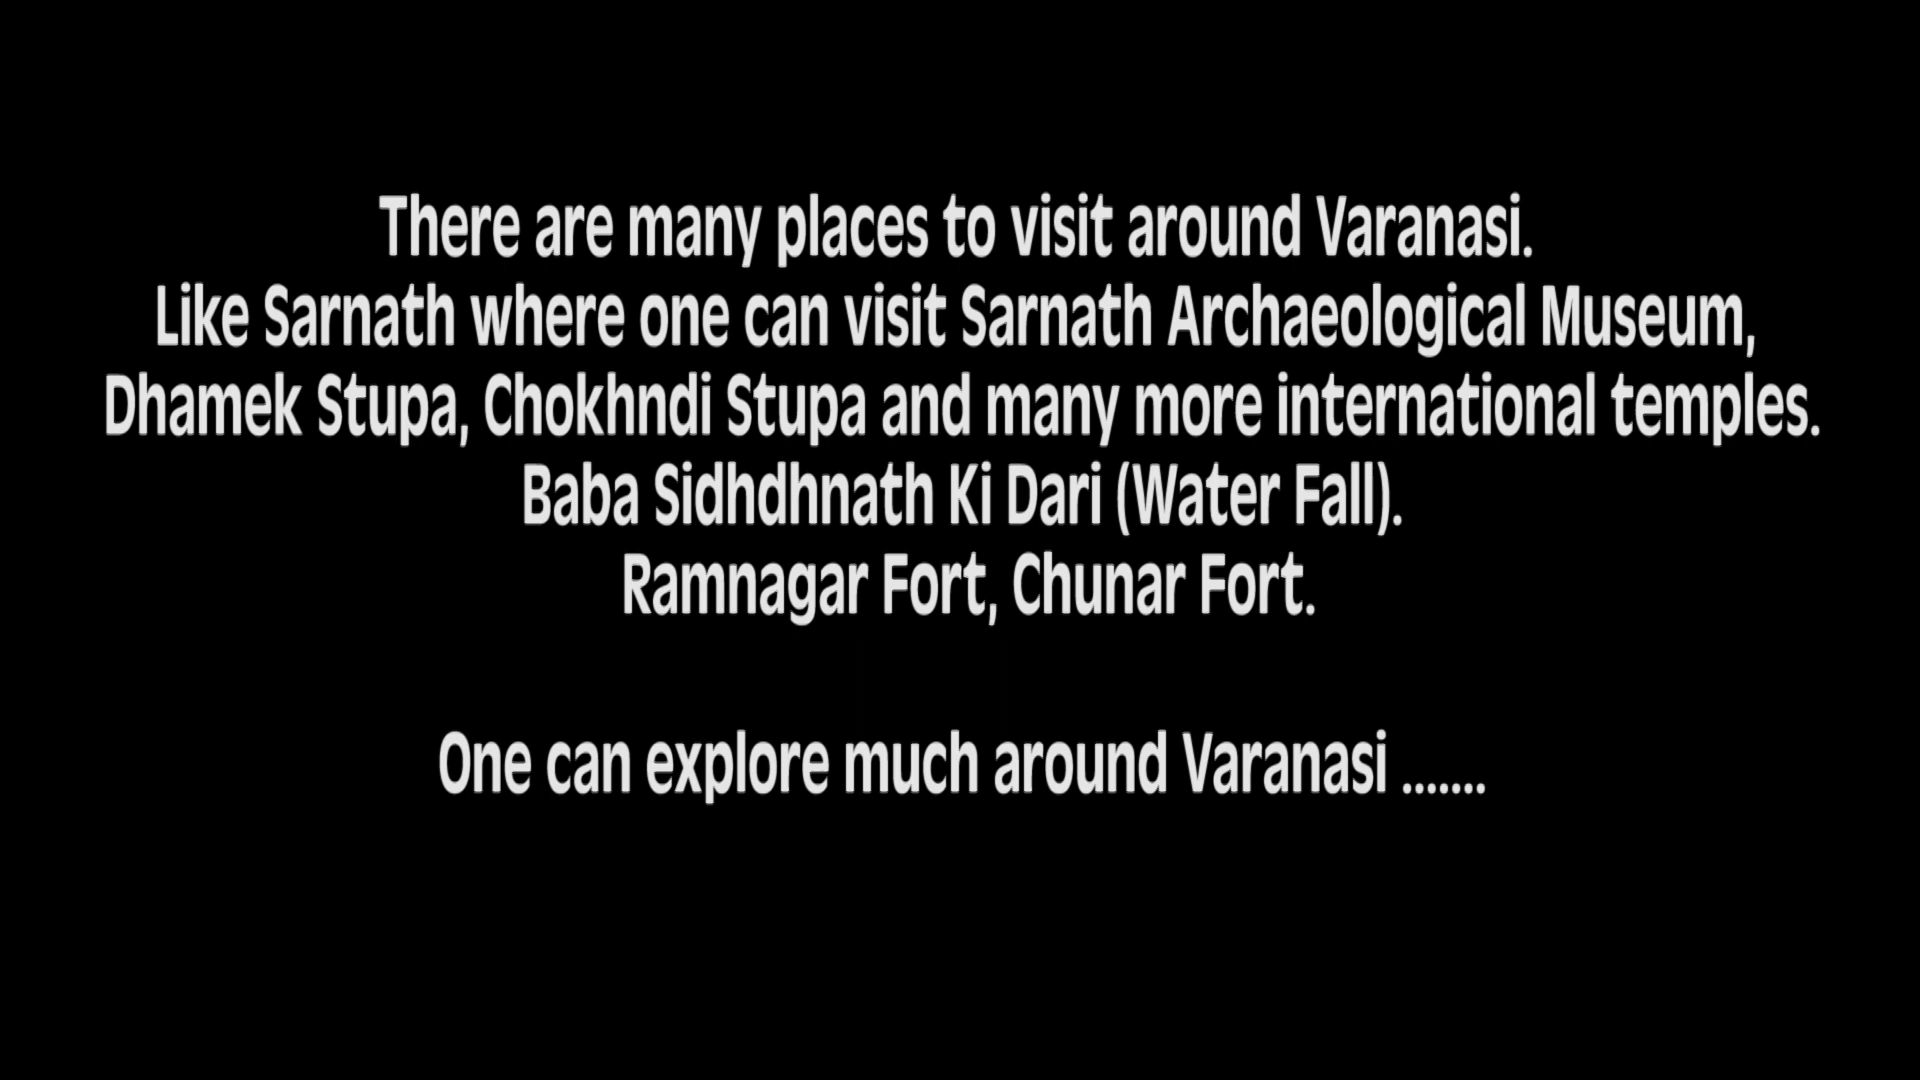 There are many places to visit around Varanasi.
Like Sarnath where one can visit Sarnath Archaeological Museum,
Dhamek Stupa, Chokhndi Stupa and many more international temples.
Baba Sidhdhnath Ki Dari (Water Fall).
Ramnagar Fort, Chunar Fort.
One can explore much around Varanasi .......